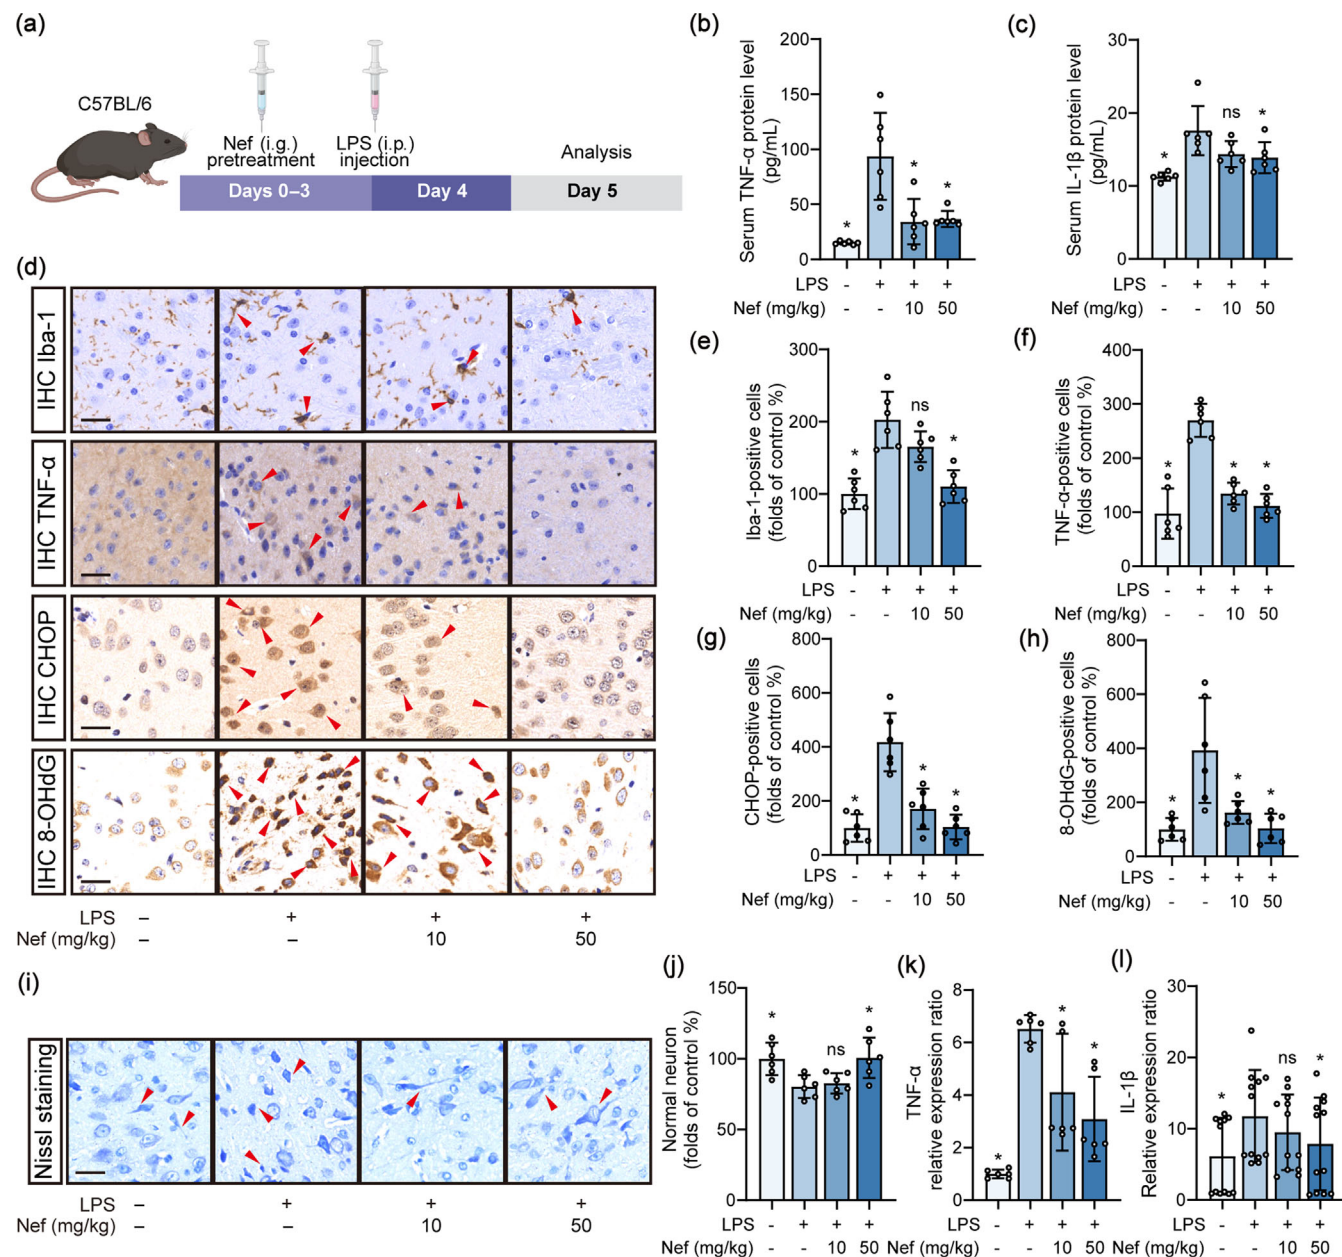 (a)
C57BL/6
Nef (i.g.)
pretreatment
LPS (i.p.)
injection
Analysis
Days 0–3
Day 4
Day 5
(b)
Serum TNF-α protein level
(pg/mL)
200
150
100
50
0
*
*
*
LPS
- + + +
Nef (mg/kg)
- - 10 50
(c)
Serum IL-1β protein level
(pg/mL)
30
20
10
0
*
ns
*
LPS
- + + +
Nef (mg/kg)
- - 10 50
(d)
IHC Iba-1
IHC TNF-α
IHC CHOP
IHC 8-OHdG
LPS – + + +
Nef (mg/kg) – – 10 50
(e)
Iba-1-positive cells
(folds of control %)
300
200
100
0
*
ns
*
LPS
- + + +
Nef (mg/kg)
- - 10 50
(f)
TNF-α-positive cells
(folds of control %)
400
300
200
100
0
*
*
*
LPS
- + + +
Nef (mg/kg)
- - 10 50
(g)
CHOP-positive cells
(folds of control %)
800
600
400
200
0
*
*
*
LPS
- + + +
Nef (mg/kg)
- - 10 50
(h)
8-OHdG-positive cells
(folds of control %)
800
600
400
200
0
*
*
*
LPS
- + + +
Nef (mg/kg)
- - 10 50
(i)
Nissl staining
LPS – + + +
Nef (mg/kg) – – 10 50
(j)
Normal neuron
(folds of control %)
150
100
50
0
*
ns
*
LPS
- + + +
Nef (mg/kg)
- - 10 50
(k)
TNF-α
relative expression ratio
8
6
4
2
0
*
*
*
LPS
- + + +
Nef (mg/kg)
- - 10 50
(l)
IL-1β
Relative expression ratio
30
20
10
0
*
ns
*
LPS
- + + +
Nef (mg/kg)
- - 10 50